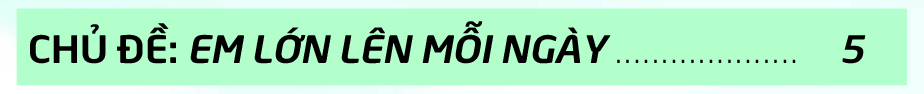 CHỦ ĐỀ: EM LỚN LÊN MỖI NGÀY .................... 5